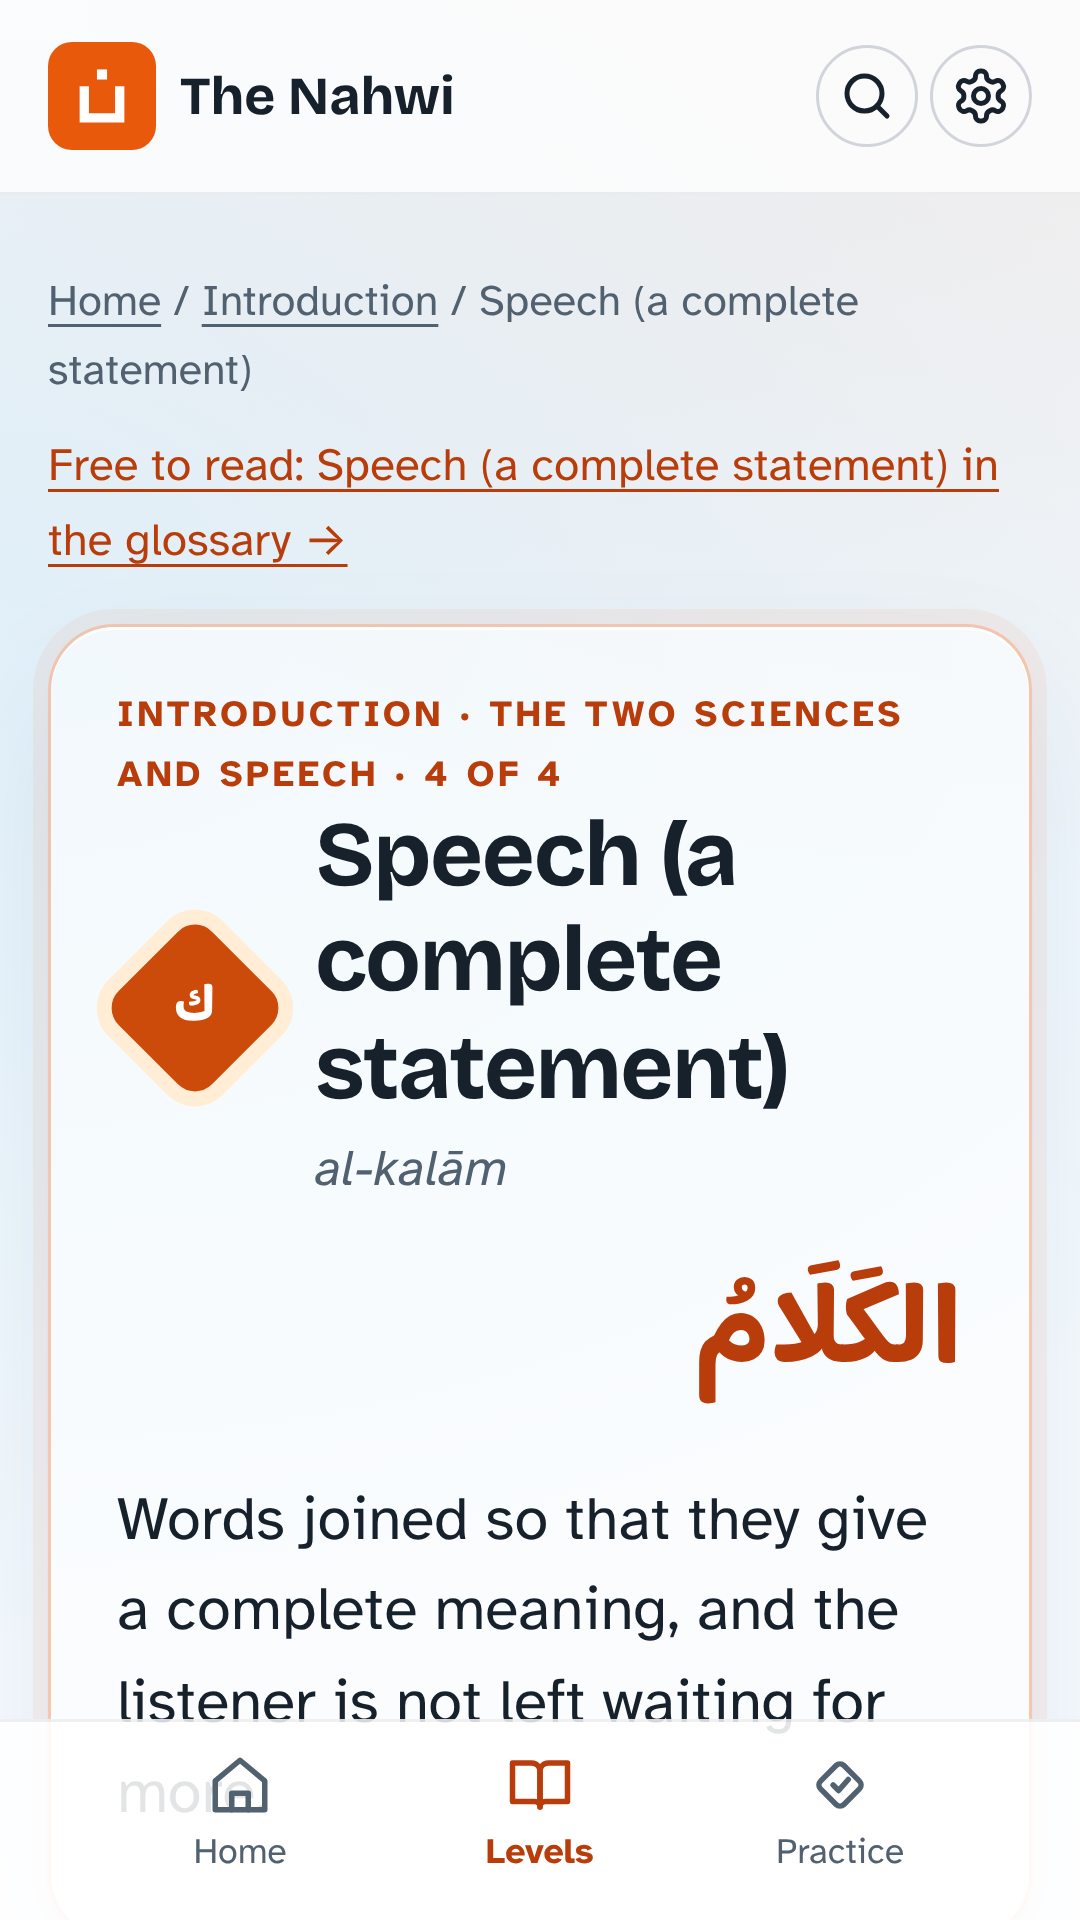 ن
The Nahwi
Home / Introduction / Speech (a complete
statement)
Free to read: Speech (a complete statement) in
the glossary →
INTRODUCTION · THE TWO SCIENCES
AND SPEECH · 4 OF 4
ك
Speech (a
complete
statement)
al-kalām
الكَلَامُ
Words joined so that they give
a complete meaning, and the
listener is not left waiting for
more
Home
Levels
Practice